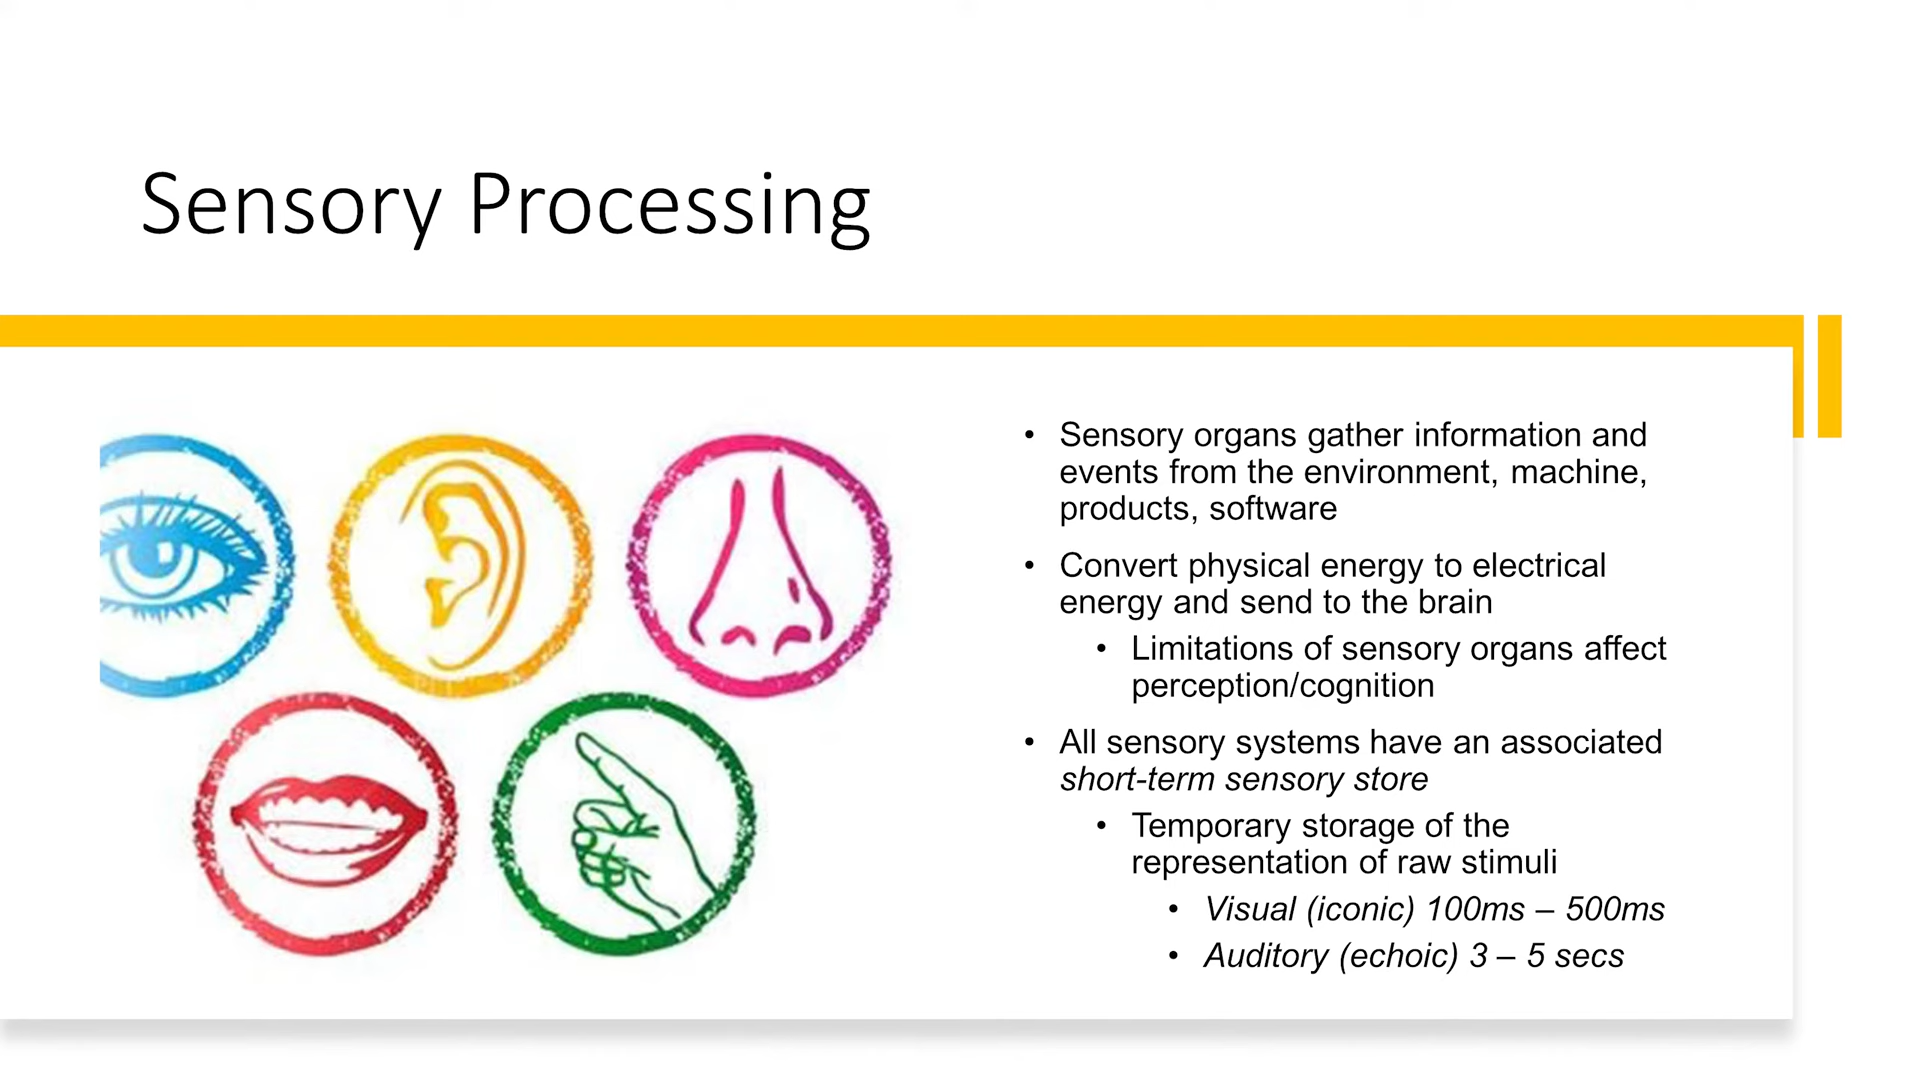 Sensory Processing
• Sensory organs gather information and
events from the environment, machine,
products, software
• Convert physical energy to electrical
energy and send to the brain
• Limitations of sensory organs affect
perception/cognition
• All sensory systems have an associated
short-term sensory store
• Temporary storage of the
representation of raw stimuli
• Visual (iconic) 100ms – 500ms
• Auditory (echoic) 3 – 5 secs